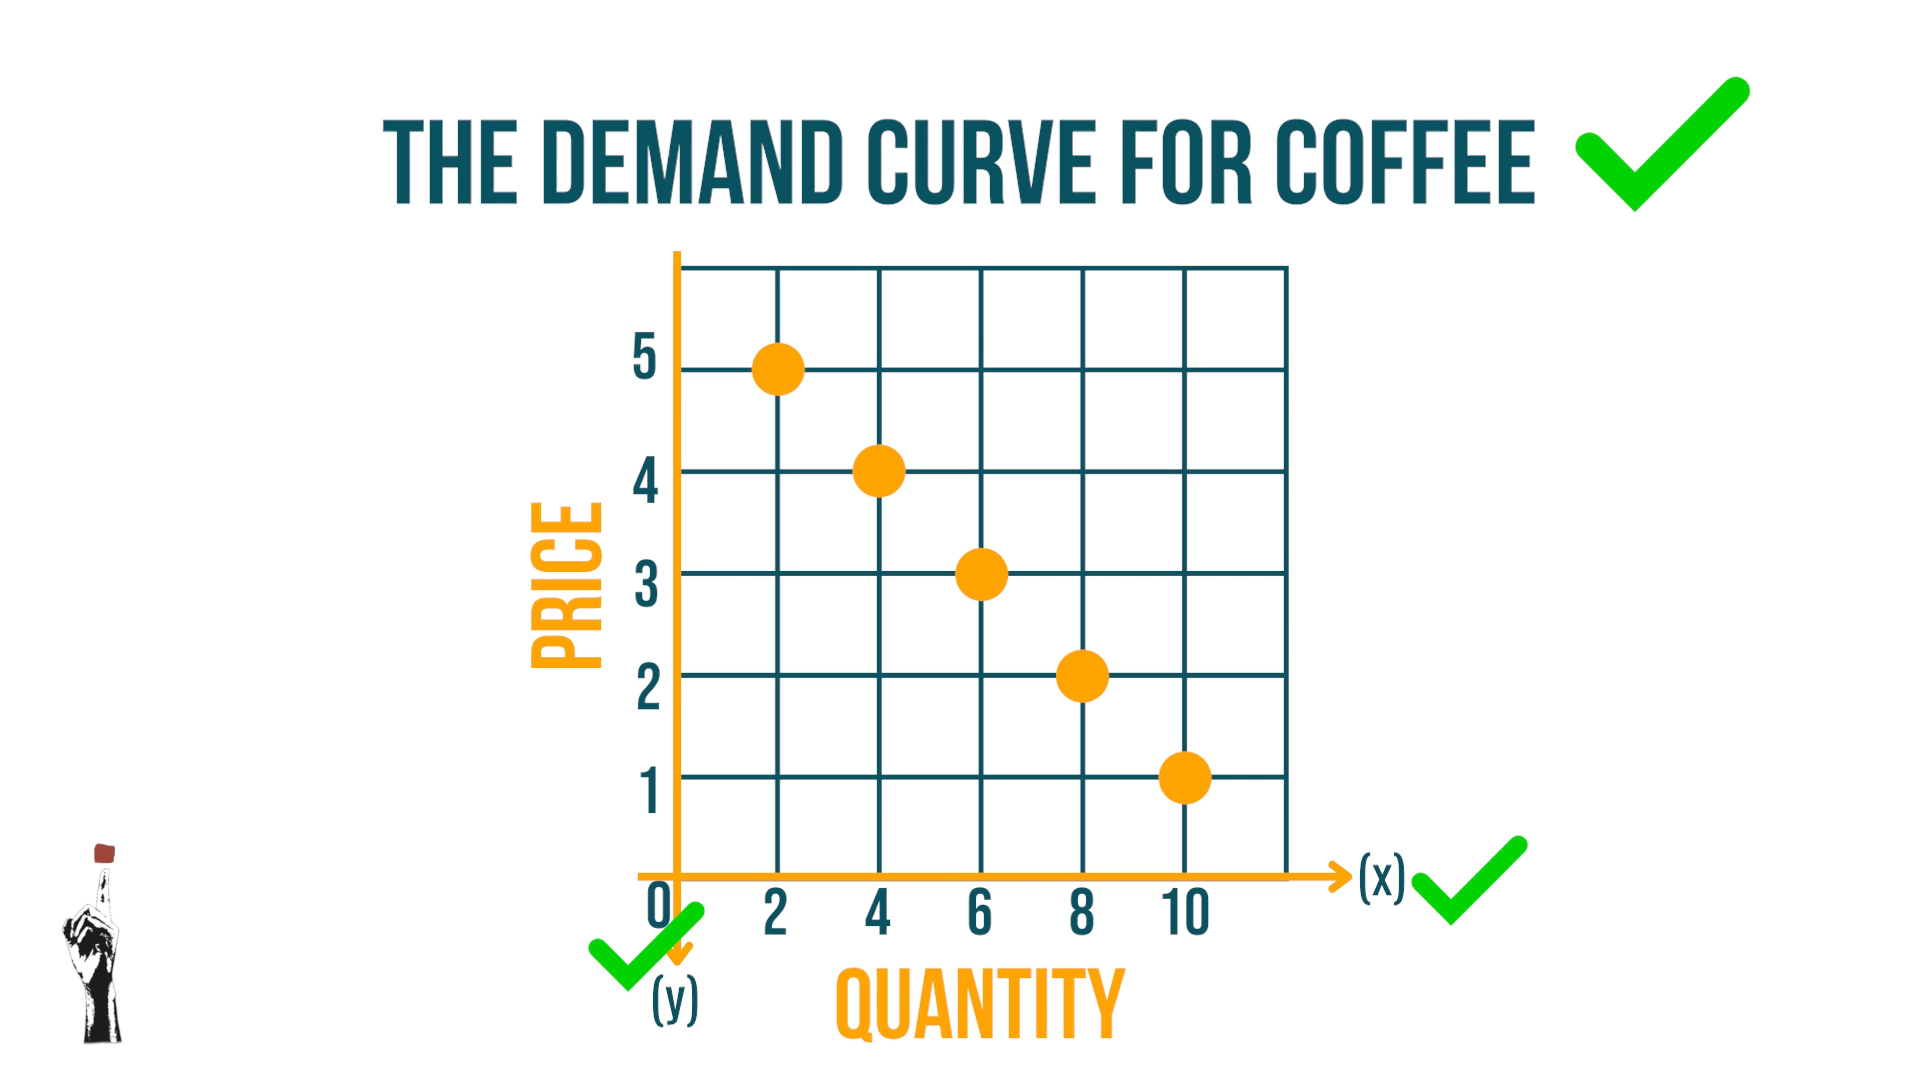 THE DEMAND CURVE FOR COFFEE
5
4
3
2
1
PRICE
0 2 4 6 8 10
(x)
(y)
QUANTITY